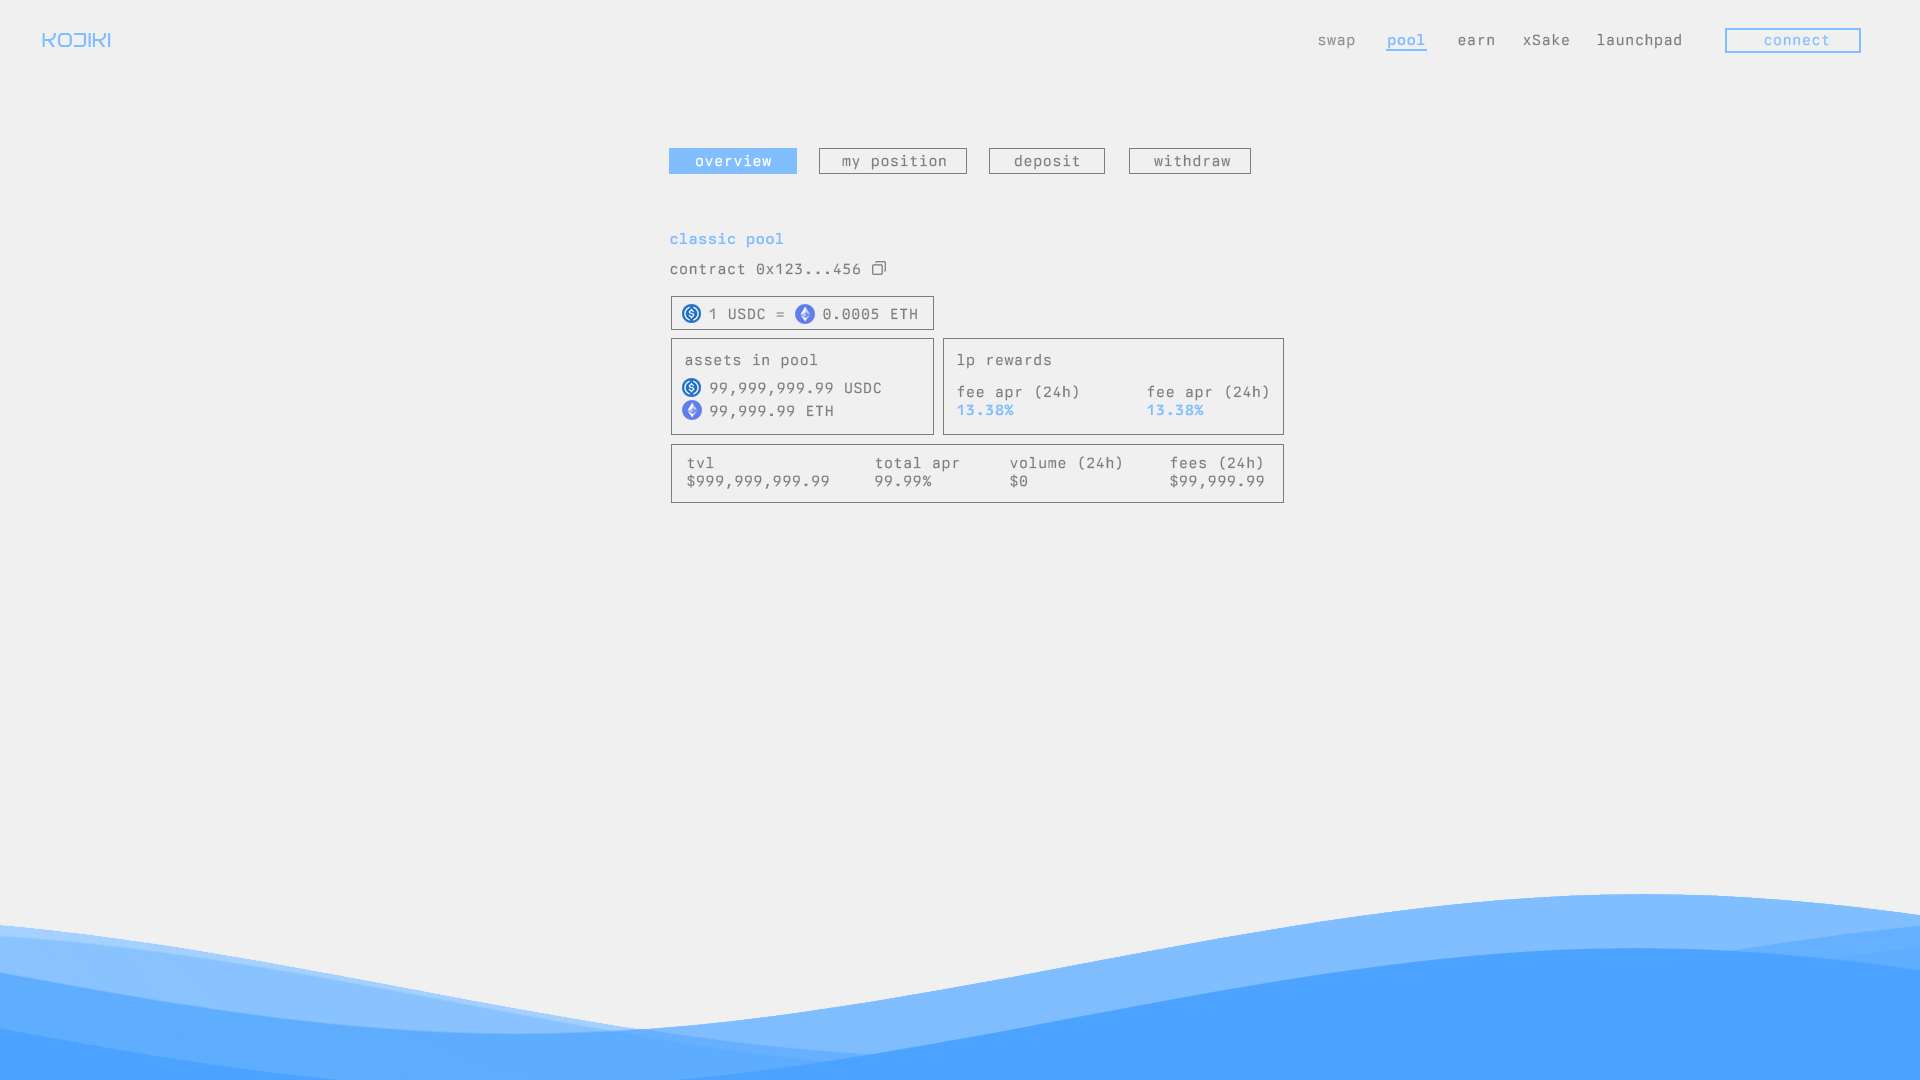 KOJIKI
swap pool earn xSake launchpad connect
overview my position deposit withdraw
classic pool
contract 0x123...456
1 USDC = 0.0005 ETH
assets in pool
99,999,999.99 USDC
99,999.99 ETH
lp rewards
fee apr (24h) fee apr (24h)
13.38% 13.38%
tvl total apr volume (24h) fees (24h)
$999,999,999.99 99.99% $0 $99,999.99